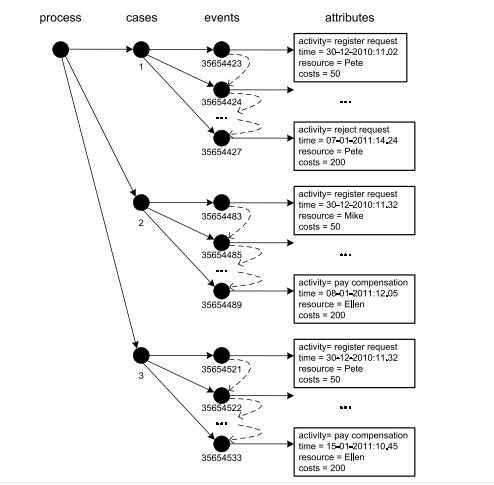 process cases events attributes
activity= register request
time = 30-12-2010:11.02
resource = Pete
costs = 50
1
35654423
35654424
...
...
activity= reject request
time = 07-01-2011:14.24
resource = Pete
costs = 200
35654427
activity= register request
time = 30-12-2010:11.32
resource = Mike
costs = 50
2
35654483
35654485
...
...
activity= pay compensation
time = 08-01-2011:12.05
resource = Ellen
costs = 200
35654489
activity= register request
time = 30-12-2010:11.32
resource = Pete
costs = 50
3
35654521
35654522
...
...
activity= pay compensation
time = 15-01-2011:10.45
resource = Ellen
costs = 200
35654533